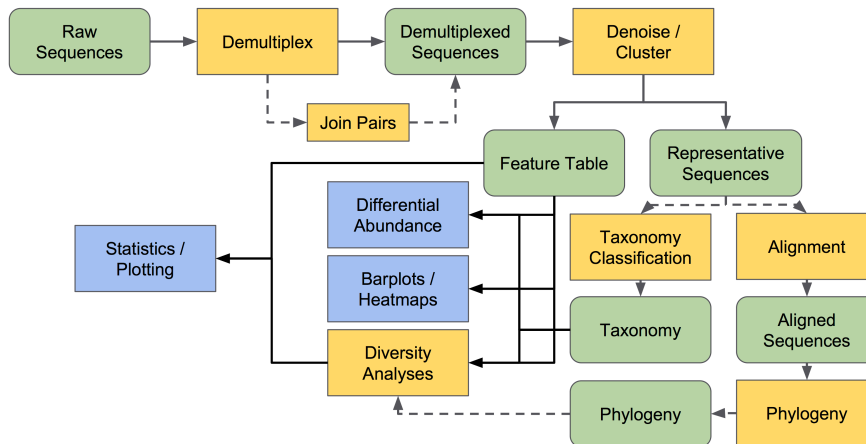 Raw
Sequences
Demultiplex
Demultiplexed
Sequences
Denoise /
Cluster
Join Pairs
Feature Table
Representative
Sequences
Differential
Abundance
Statistics /
Plotting
Taxonomy
Classification
Alignment
Barplots /
Heatmaps
Taxonomy
Aligned
Sequences
Diversity
Analyses
Phylogeny
Phylogeny